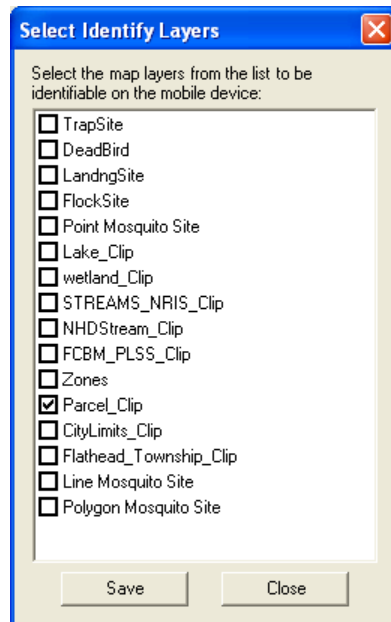 Select Identify Layers
Select the map layers from the list to be
identifiable on the mobile device:
TrapSite
DeadBird
LandngSite
FlockSite
Point Mosquito Site
Lake_Clip
wetland_Clip
STREAMS_NRIS_Clip
NHDStream_Clip
FCBM_PLSS_Clip
Zones
Parcel_Clip
CityLimits_Clip
Flathead_Township_Clip
Line Mosquito Site
Polygon Mosquito Site
Save Close